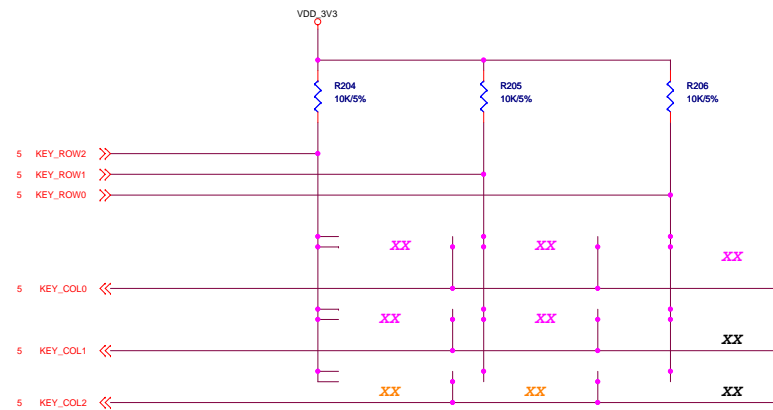 VDD_3V3
R204
10K/5%
R205
10K/5%
R206
10K/5%
5 KEY_ROW2
5 KEY_ROW1
5 KEY_ROW0
XX XX XX
5 KEY_COL0
XX XX XX
5 KEY_COL1
XX XX XX
5 KEY_COL2